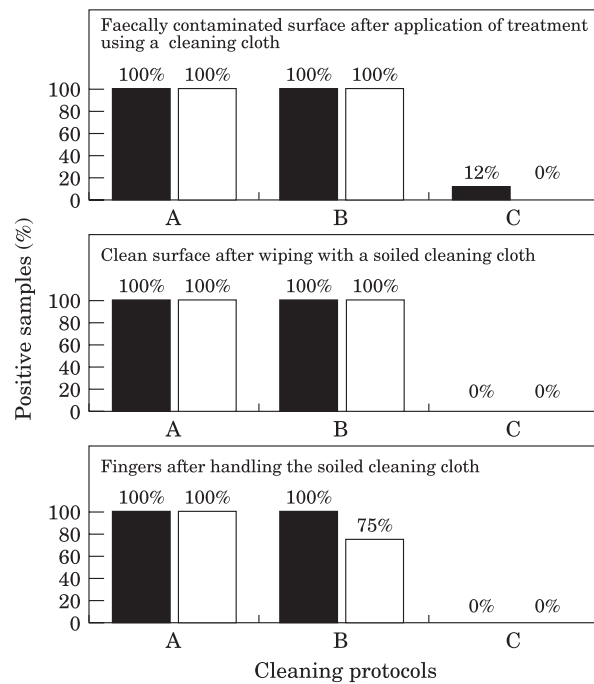 Faecally contaminated surface after application of treatment
using a cleaning cloth
100% 100% 100% 100%
100
80
60
40
20
0
12% 0%
A B C
Clean surface after wiping with a soiled cleaning cloth
100% 100% 100% 100%
100
80
60
40
20
0
0% 0%
A B C
Positive samples (%)
Fingers after handling the soiled cleaning cloth
100% 100% 100%
75%
100
80
60
40
20
0
0% 0%
A B C
Cleaning protocols